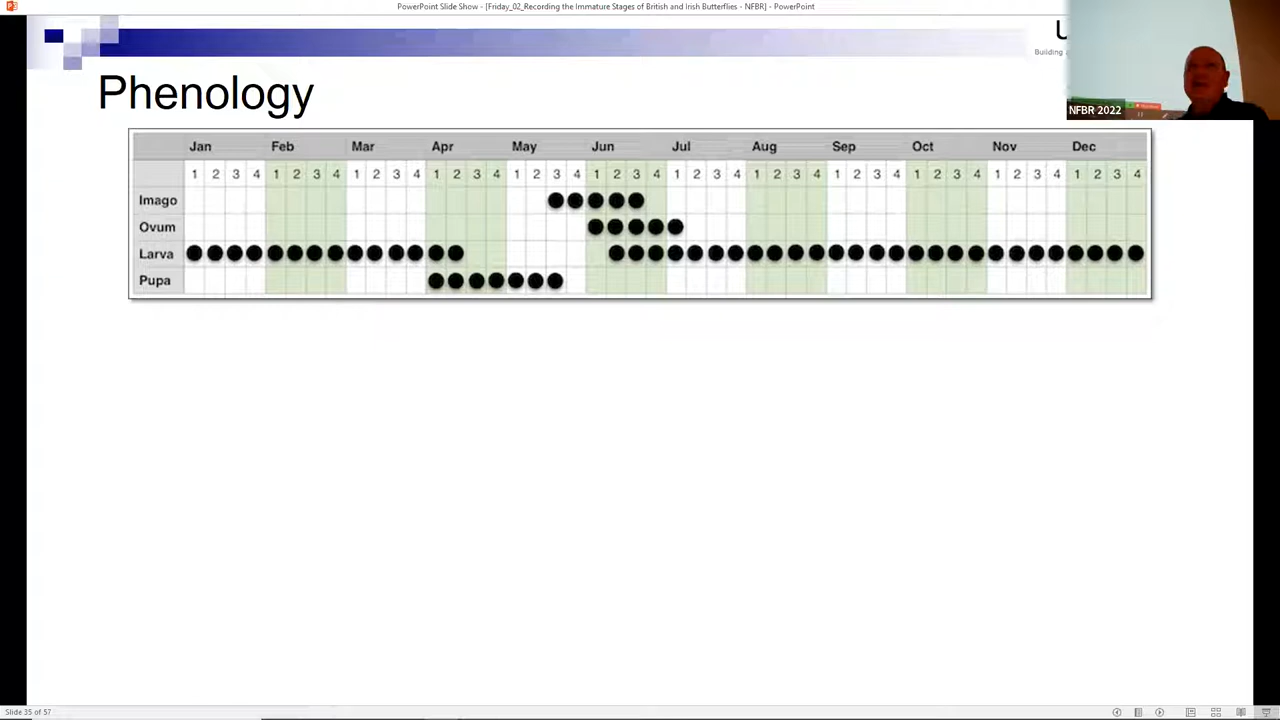 PowerPoint Slide Show - [Friday_02_Recording the Immature Stages of British and Irish Butterflies - NFBR] - PowerPoint
U
Building
NFBR 2022
Phenology
Jan Feb Mar Apr May Jun Jul Aug Sep Oct Nov Dec
1 2 3 4 1 2 3 4 1 2 3 4 1 2 3 4 1 2 3 4 1 2 3 4 1 2 3 4 1 2 3 4 1 2 3 4 1 2 3 4 1 2 3 4 1 2 3 4
Imago
Ovum
Larva
Pupa
Slide 35 of 57